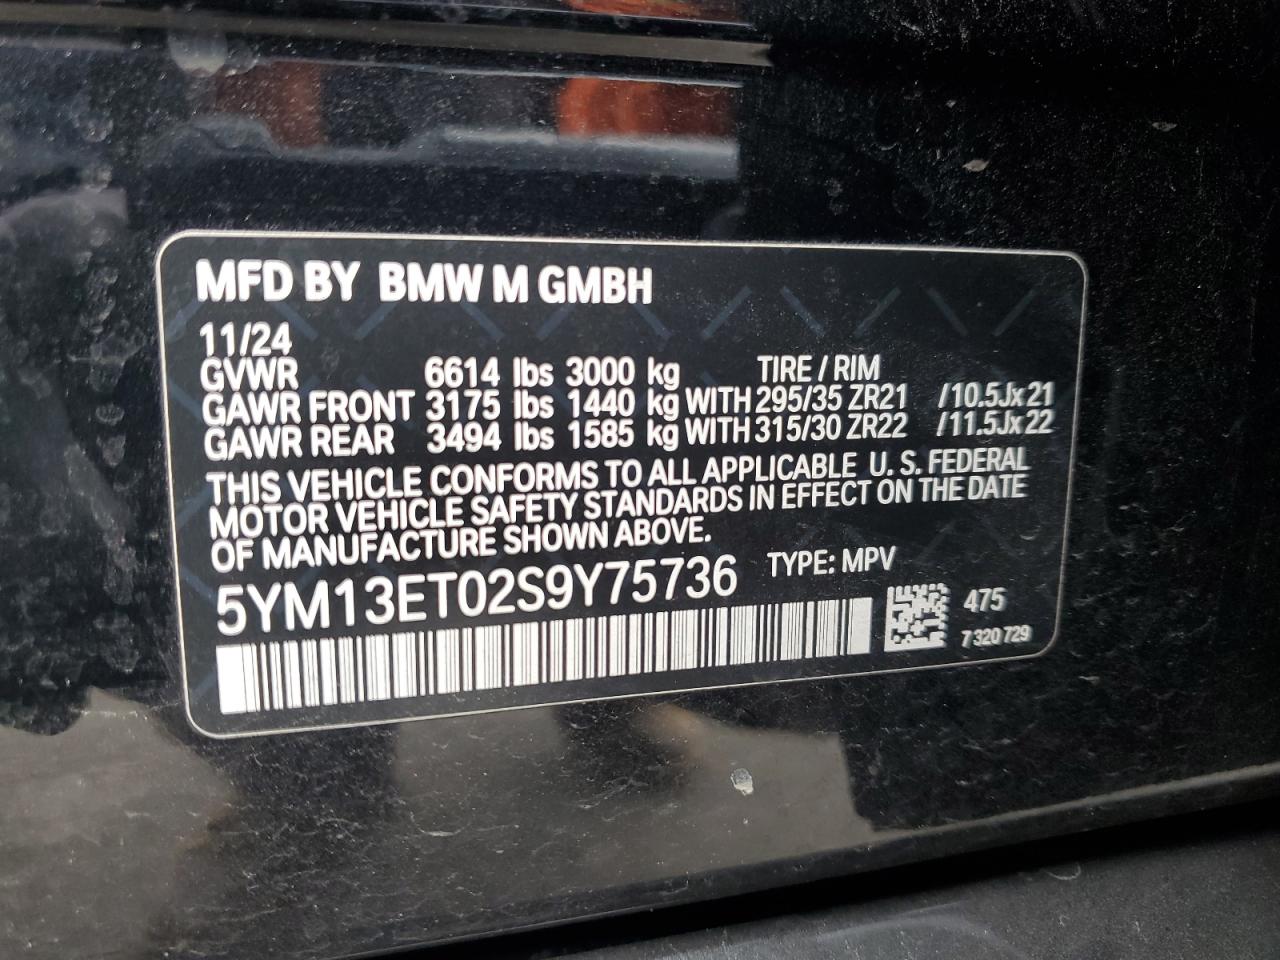 MFD BY BMW M GMBH
11/24
GVWR 6614 lbs 3000 kg TIRE / RIM
GAWR FRONT 3175 lbs 1440 kg WITH 295/35 ZR21 /10.5Jx21
GAWR REAR 3494 lbs 1585 kg WITH 315/30 ZR22 /11.5Jx22
THIS VEHICLE CONFORMS TO ALL APPLICABLE U. S. FEDERAL
MOTOR VEHICLE SAFETY STANDARDS IN EFFECT ON THE DATE
OF MANUFACTURE SHOWN ABOVE.
5YM13ET02S9Y75736 TYPE: MPV
475
7 320 729